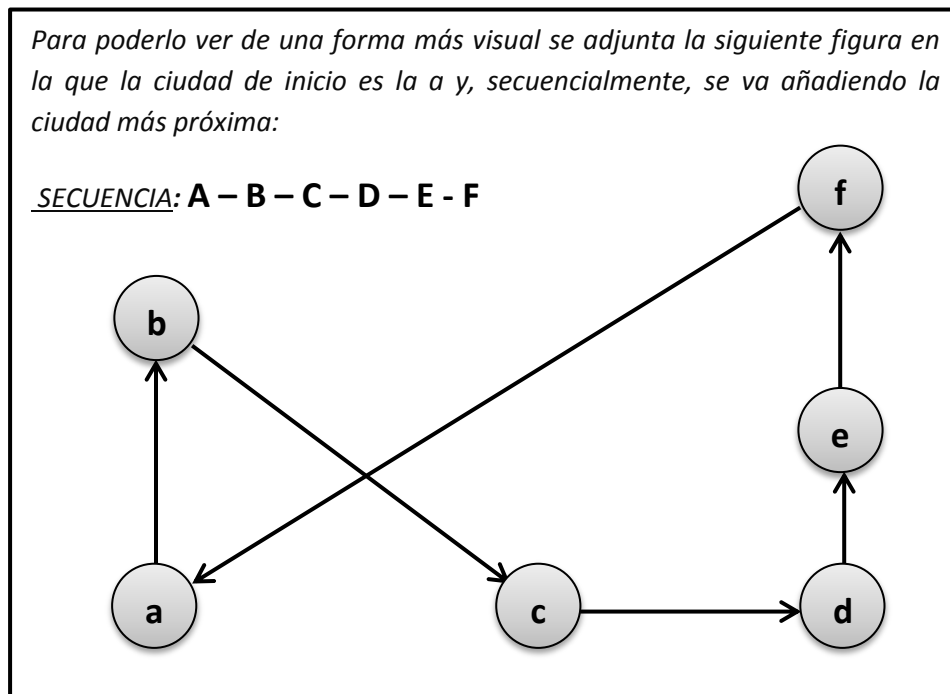 Para poderlo ver de una forma más visual se adjunta la siguiente figura en
la que la ciudad de inicio es la a y, secuencialmente, se va añadiendo la
ciudad más próxima:
SECUENCIA: A – B – C – D – E - F
f
b
e
a
c
d